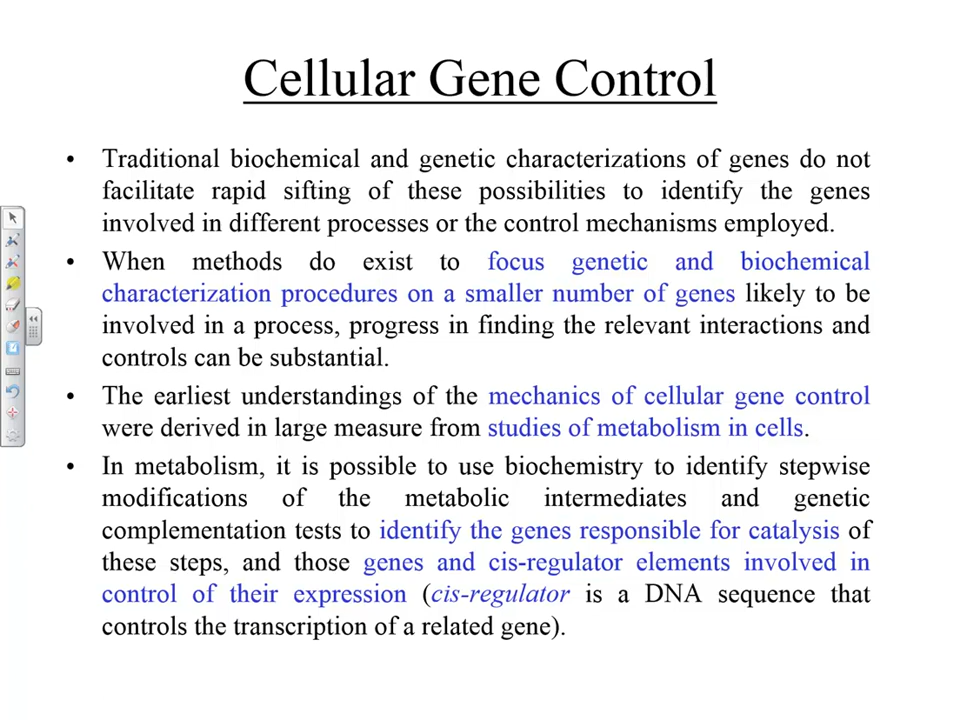 Cellular Gene Control
• Traditional biochemical and genetic characterizations of genes do not
facilitate rapid sifting of these possibilities to identify the genes
involved in different processes or the control mechanisms employed.
• When methods do exist to focus genetic and biochemical
characterization procedures on a smaller number of genes likely to be
involved in a process, progress in finding the relevant interactions and
controls can be substantial.
• The earliest understandings of the mechanics of cellular gene control
were derived in large measure from studies of metabolism in cells.
• In metabolism, it is possible to use biochemistry to identify stepwise
modifications of the metabolic intermediates and genetic
complementation tests to identify the genes responsible for catalysis of
these steps, and those genes and cis-regulator elements involved in
control of their expression (cis-regulator is a DNA sequence that
controls the transcription of a related gene).